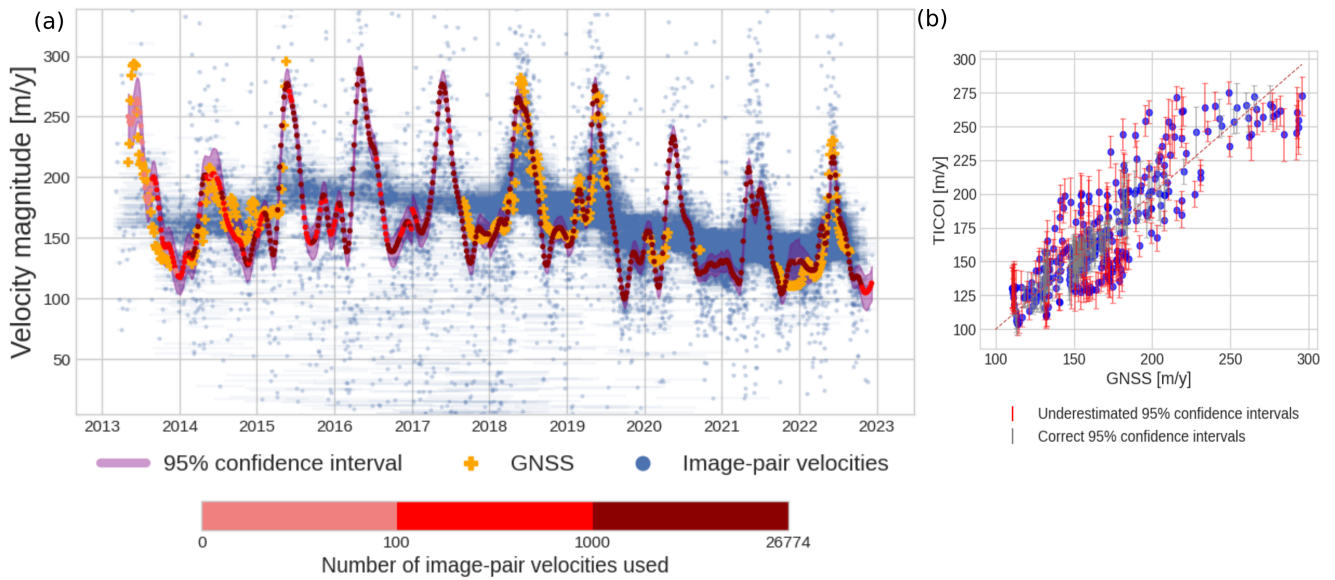 (a)
Velocity magnitude [m/y]
300
250
200
150
100
50
2013 2014 2015 2016 2017 2018 2019 2020 2021 2022 2023
95% confidence interval
GNSS
Image-pair velocities
0 100 1000 26774
Number of image-pair velocities used
(b)
TICOI [m/y]
300
275
250
225
200
175
150
125
100
100 150 200 250 300
GNSS [m/y]
Underestimated 95% confidence intervals
Correct 95% confidence intervals